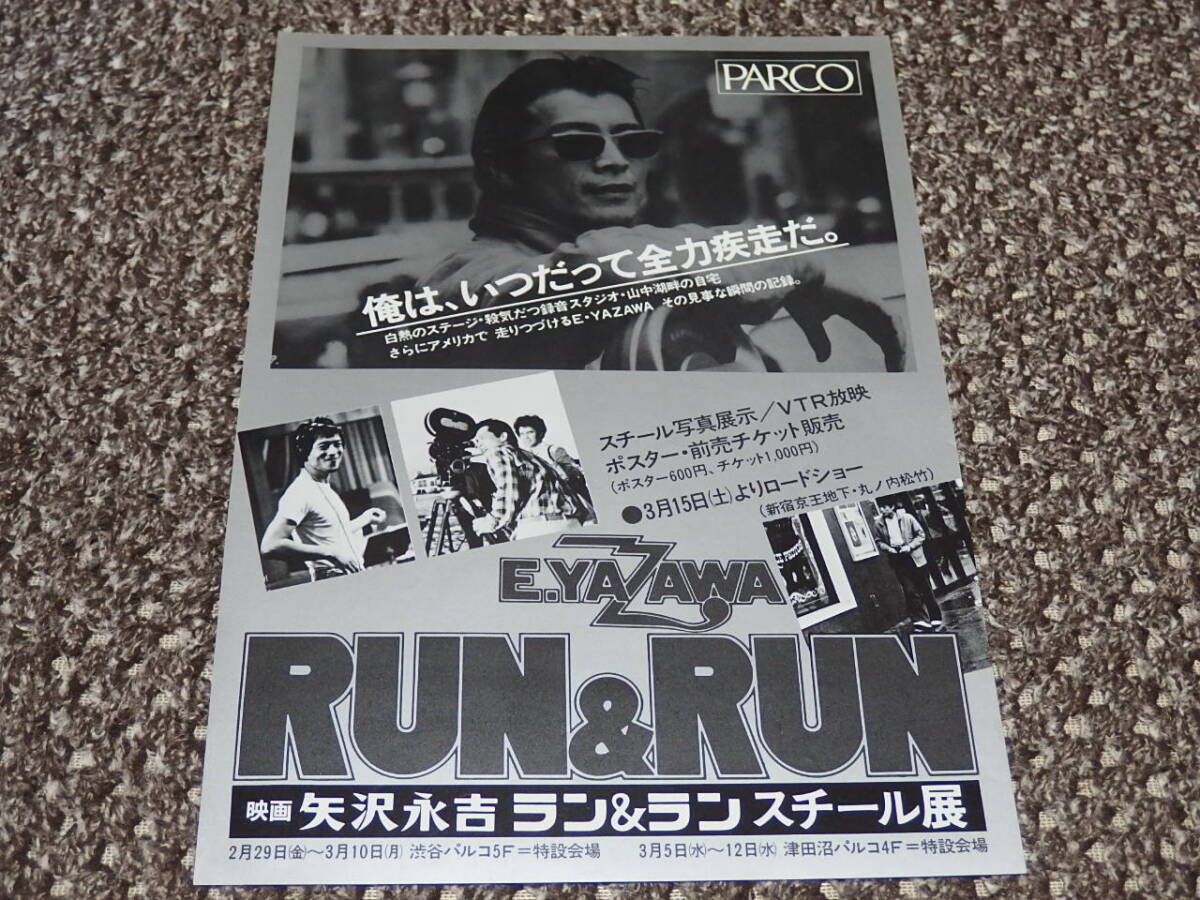 PARCO
俺は、いつだって全力疾走だ。
白熱のステージ・殺気だつ録音スタジオ・山中湖畔の自宅
さらにアメリカで 走りつづけるE・YAZAWA その見事な瞬間の記録。
スチール写真展示/VTR放映
ポスター・前売チケット販売
(ポスター600円、チケット1,000円)
●3月15日(土)よりロードショー
(新宿京王地下・丸ノ内松竹)
E.YAZAWA
RUN&RUN
映画 矢沢永吉 ラン&ラン スチール展
2月29日(金)〜3月10日(月) 渋谷パルコ5F=特設会場 3月5日(水)〜12日(水) 津田沼パルコ4F=特設会場